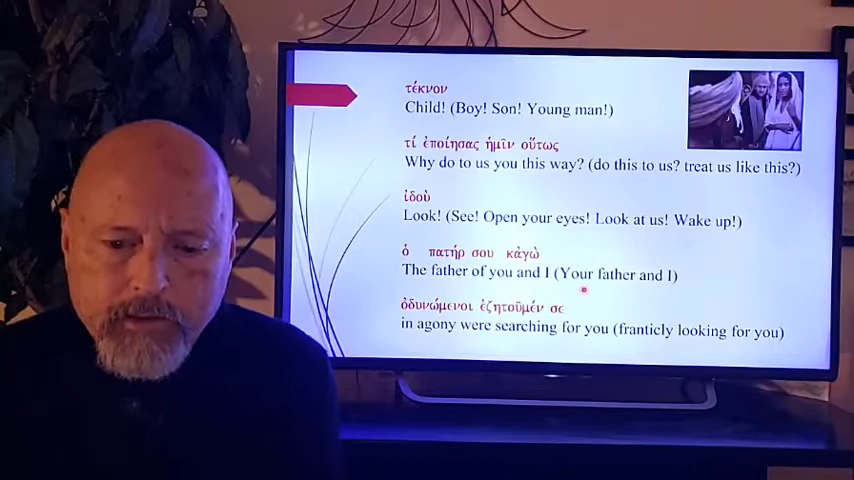 τέκνον
Child! (Boy! Son! Young man!)
τί ἐποίησας ἡμῖν οὕτως
Why do to us you this way? (do this to us? treat us like this?)
ἰδοὺ
Look! (See! Open your eyes! Look at us! Wake up!)
ὁ πατήρ σου κἀγὼ
The father of you and I (Your father and I)
ὀδυνώμενοι ἐζητοῦμέν σε
in agony were searching for you (franticly looking for you)